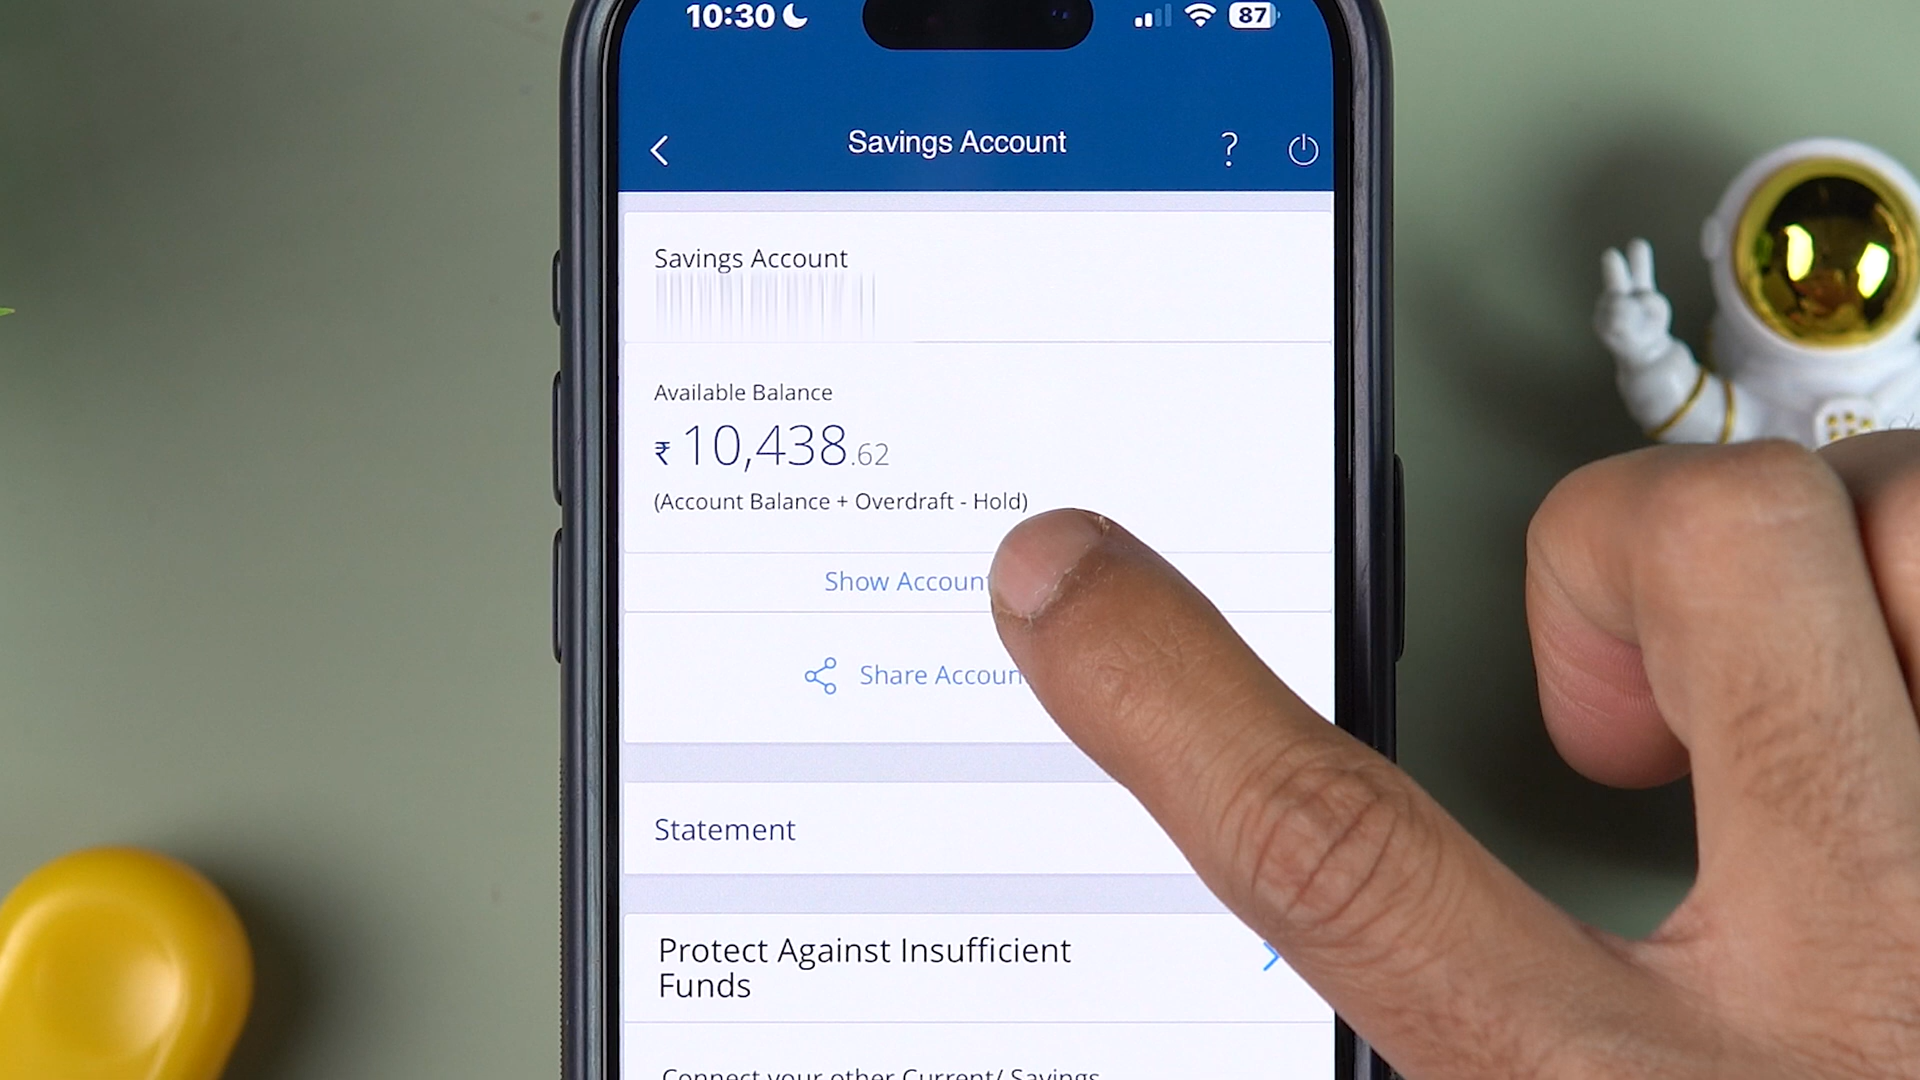 10:30
87
Savings Account
?
Savings Account
Available Balance
₹ 10,438.62
(Account Balance + Overdraft - Hold)
Show Account
Share Accoun
Statement
Protect Against Insufficient
Funds
Connect your other Current/ Savings